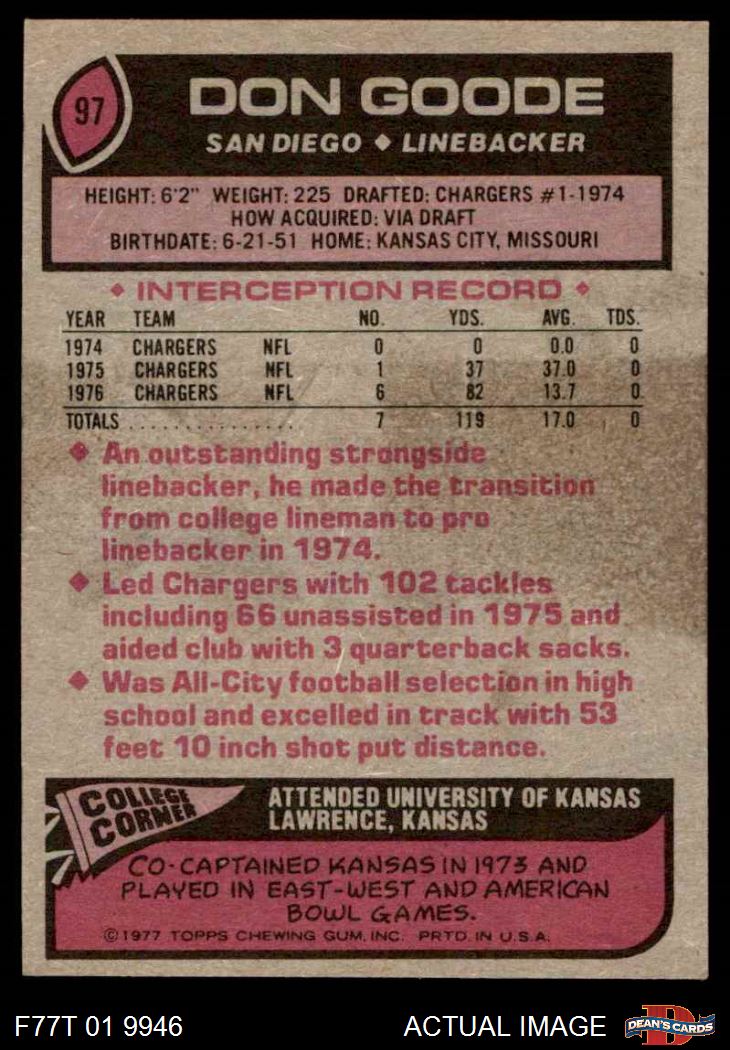 97
DON GOODE
SAN DIEGO ◆ LINEBACKER
HEIGHT: 6'2" WEIGHT: 225 DRAFTED: CHARGERS #1-1974
HOW ACQUIRED: VIA DRAFT
BIRTHDATE: 6-21-51 HOME: KANSAS CITY, MISSOURI
◆ INTERCEPTION RECORD ◆
YEAR TEAM NO. YDS. AVG. TDS.
1974 CHARGERS NFL 0 0 0.0 0
1975 CHARGERS NFL 1 37 37.0 0
1976 CHARGERS NFL 6 82 13.7 0
TOTALS . . . . . . . . . . . . . . . . 7 119 17.0 0
◆ An outstanding strongside
linebacker, he made the transition
from college lineman to pro
linebacker in 1974.
◆ Led Chargers with 102 tackles
including 66 unassisted in 1975 and
aided club with 3 quarterback sacks.
◆ Was All-City football selection in high
school and excelled in track with 53
feet 10 inch shot put distance.
COLLEGE
CORNER
ATTENDED UNIVERSITY OF KANSAS
LAWRENCE, KANSAS
CO-CAPTAINED KANSAS IN 1973 AND
PLAYED IN EAST-WEST AND AMERICAN
BOWL GAMES.
©1977 TOPPS CHEWING GUM, INC. PRTD. IN U.S.A.
F77T 01 9946
ACTUAL IMAGE
D
DEAN'S CARDS